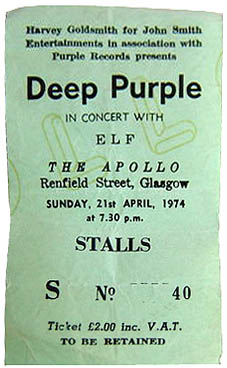 Harvey Goldsmith for John Smith
Entertainments in association with
Purple Records presents
Deep Purple
IN CONCERT WITH
ELF
THE APOLLO
Renfield Street, Glasgow
SUNDAY, 21st APRIL, 1974
at 7.30 p.m.
STALLS
S No 40
Ticket £2.00 inc. V.A.T.
TO BE RETAINED